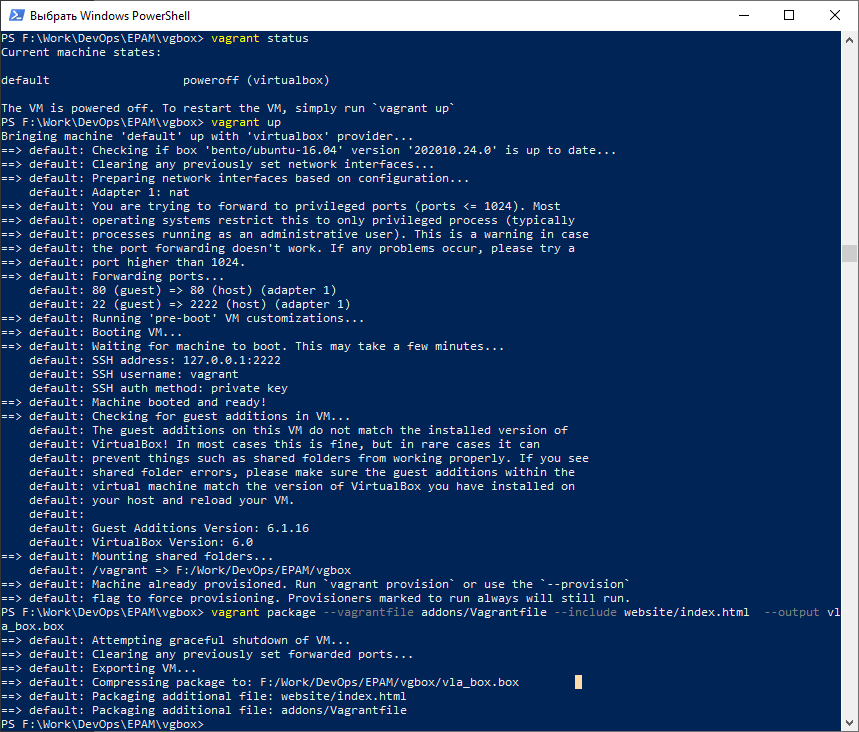 Выбрать Windows PowerShell
PS F:\Work\DevOps\EPAM\vgbox> vagrant status
Current machine states:
default                   poweroff (virtualbox)
The VM is powered off. To restart the VM, simply run `vagrant up`
PS F:\Work\DevOps\EPAM\vgbox> vagrant up
Bringing machine 'default' up with 'virtualbox' provider...
==> default: Checking if box 'bento/ubuntu-16.04' version '202010.24.0' is up to date...
==> default: Clearing any previously set network interfaces...
==> default: Preparing network interfaces based on configuration...
    default: Adapter 1: nat
==> default: You are trying to forward to privileged ports (ports <= 1024). Most
==> default: operating systems restrict this to only privileged process (typically
==> default: processes running as an administrative user). This is a warning in case
==> default: the port forwarding doesn't work. If any problems occur, please try a
==> default: port higher than 1024.
==> default: Forwarding ports...
    default: 80 (guest) => 80 (host) (adapter 1)
    default: 22 (guest) => 2222 (host) (adapter 1)
==> default: Running 'pre-boot' VM customizations...
==> default: Booting VM...
==> default: Waiting for machine to boot. This may take a few minutes...
    default: SSH address: 127.0.0.1:2222
    default: SSH username: vagrant
    default: SSH auth method: private key
==> default: Machine booted and ready!
==> default: Checking for guest additions in VM...
    default: The guest additions on this VM do not match the installed version of
    default: VirtualBox! In most cases this is fine, but in rare cases it can
    default: prevent things such as shared folders from working properly. If you see
    default: shared folder errors, please make sure the guest additions within the
    default: virtual machine match the version of VirtualBox you have installed on
    default: your host and reload your VM.
    default:
    default: Guest Additions Version: 6.1.16
    default: VirtualBox Version: 6.0
==> default: Mounting shared folders...
    default: /vagrant => F:/Work/DevOps/EPAM/vgbox
==> default: Machine already provisioned. Run `vagrant provision` or use the `--provision`
==> default: flag to force provisioning. Provisioners marked to run always will still run.
PS F:\Work\DevOps\EPAM\vgbox> vagrant package --vagrantfile addons/Vagrantfile --include website/index.html  --output vl
a_box.box
==> default: Attempting graceful shutdown of VM...
==> default: Clearing any previously set forwarded ports...
==> default: Exporting VM...
==> default: Compressing package to: F:/Work/DevOps/EPAM/vgbox/vla_box.box
==> default: Packaging additional file: website/index.html
==> default: Packaging additional file: addons/Vagrantfile
PS F:\Work\DevOps\EPAM\vgbox>